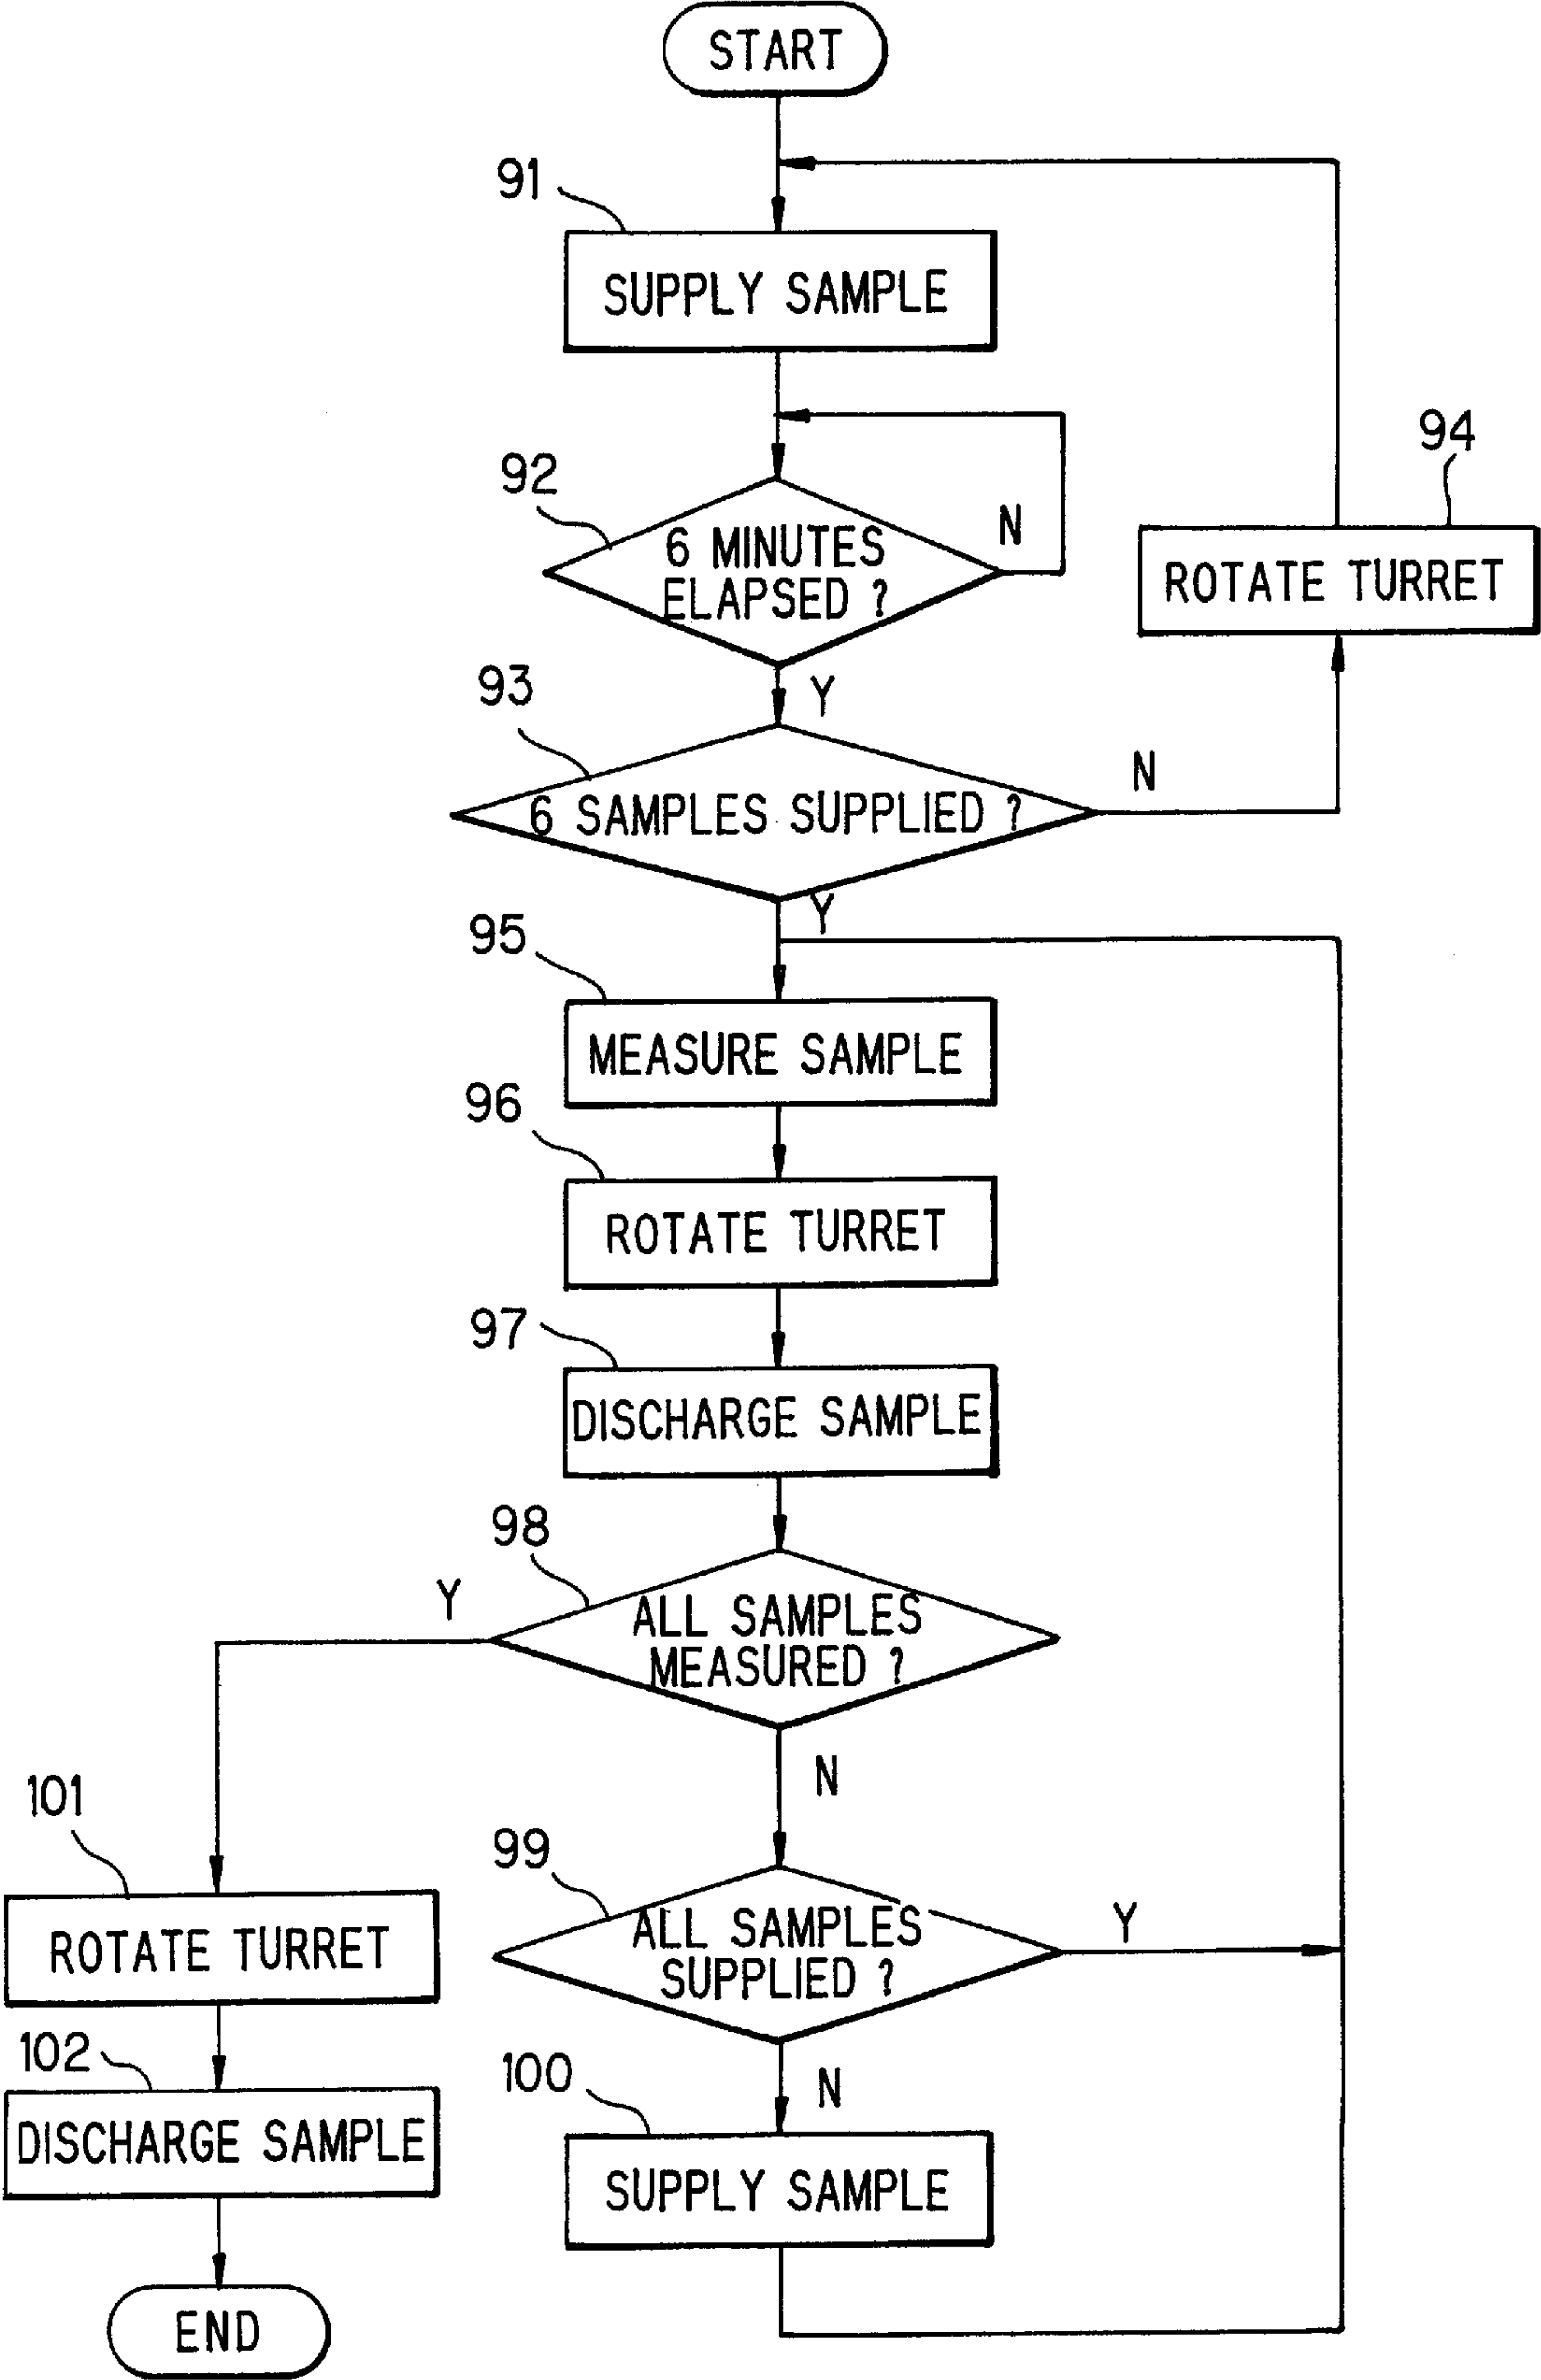 START
91
SUPPLY SAMPLE
92
6 MINUTES
ELAPSED ?
N
94
ROTATE TURRET
Y
93
6 SAMPLES SUPPLIED ?
N
Y
95
MEASURE SAMPLE
96
ROTATE TURRET
97
DISCHARGE SAMPLE
98
ALL SAMPLES
MEASURED ?
Y
N
99
ALL SAMPLES
SUPPLIED ?
Y
N
100
SUPPLY SAMPLE
101
ROTATE TURRET
102
DISCHARGE SAMPLE
END